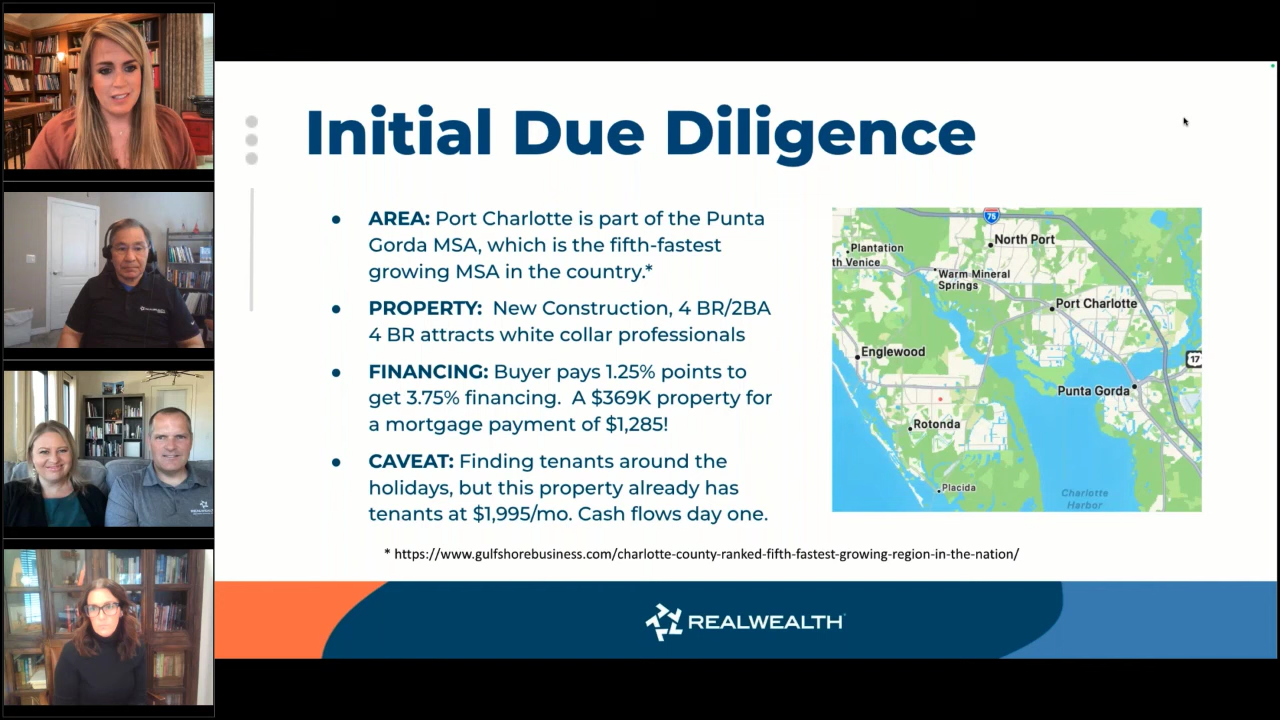 Initial Due Diligence
● AREA: Port Charlotte is part of the Punta
Gorda MSA, which is the fifth-fastest
growing MSA in the country.*
● PROPERTY: New Construction, 4 BR/2BA
4 BR attracts white collar professionals
● FINANCING: Buyer pays 1.25% points to
get 3.75% financing. A $369K property for
a mortgage payment of $1,285!
● CAVEAT: Finding tenants around the
holidays, but this property already has
tenants at $1,995/mo. Cash flows day one.
75
North Port
Plantation
th Venice
Warm Mineral
Springs
Port Charlotte
Englewood
17
Punta Gorda
Rotonda
Placida
Charlotte
Harbor
* https://www.gulfshorebusiness.com/charlotte-county-ranked-fifth-fastest-growing-region-in-the-nation/
REALWEALTH